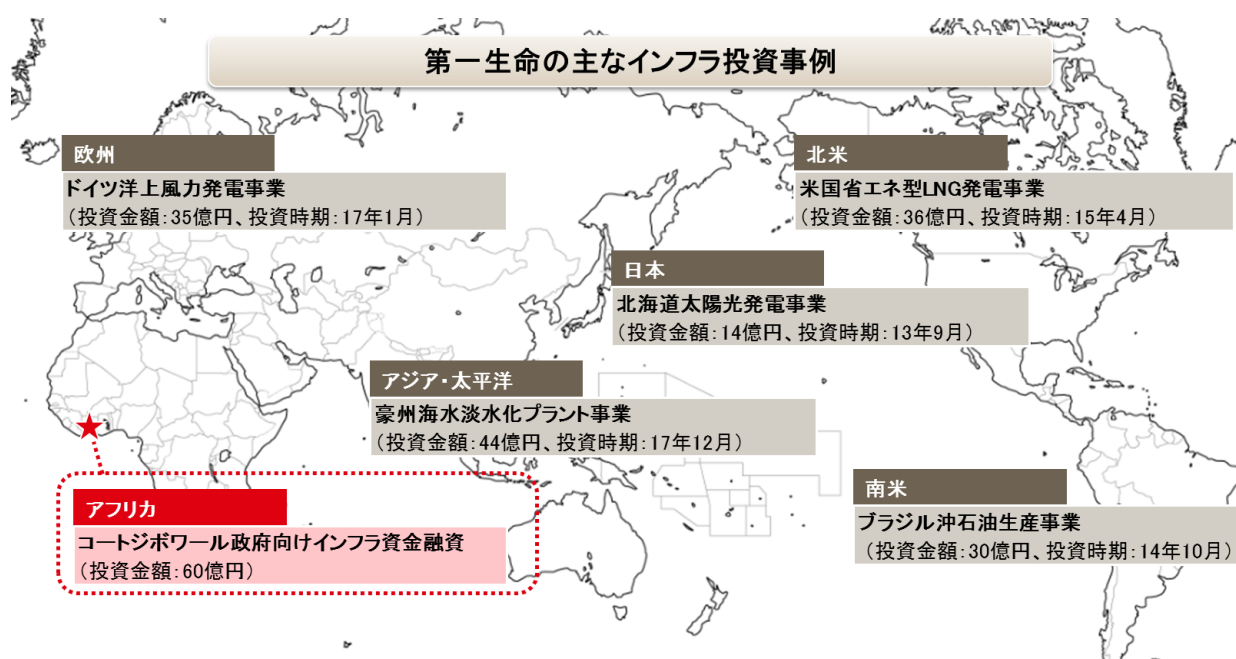 第一生命の主なインフラ投資事例
欧州
ドイツ洋上風力発電事業
（投資金額：35億円、投資時期：17年1月）
北米
米国省エネ型LNG発電事業
（投資金額：36億円、投資時期：15年4月）
日本
北海道太陽光発電事業
（投資金額：14億円、投資時期：13年9月）
アジア・太平洋
豪州海水淡水化プラント事業
（投資金額：44億円、投資時期：17年12月）
アフリカ
コートジボワール政府向けインフラ資金融資
（投資金額：60億円）
南米
ブラジル沖石油生産事業
（投資金額：30億円、投資時期：14年10月）